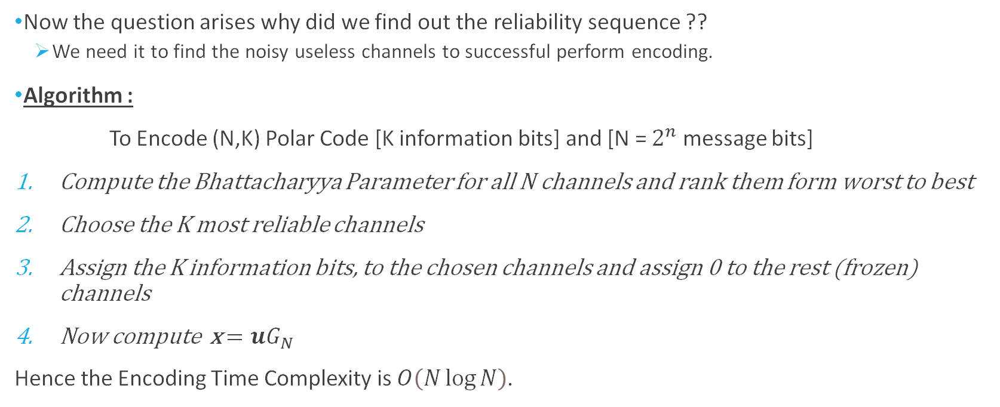 •Now the question arises why did we find out the reliability sequence ??
➢We need it to find the noisy useless channels to successful perform encoding.
•Algorithm :
To Encode (N,K) Polar Code [K information bits] and [N = 2ⁿ message bits]
1. Compute the Bhattacharyya Parameter for all N channels and rank them form worst to best
2. Choose the K most reliable channels
3. Assign the K information bits, to the chosen channels and assign 0 to the rest (frozen)
channels
4. Now compute x= uG_N
Hence the Encoding Time Complexity is O(N log N).